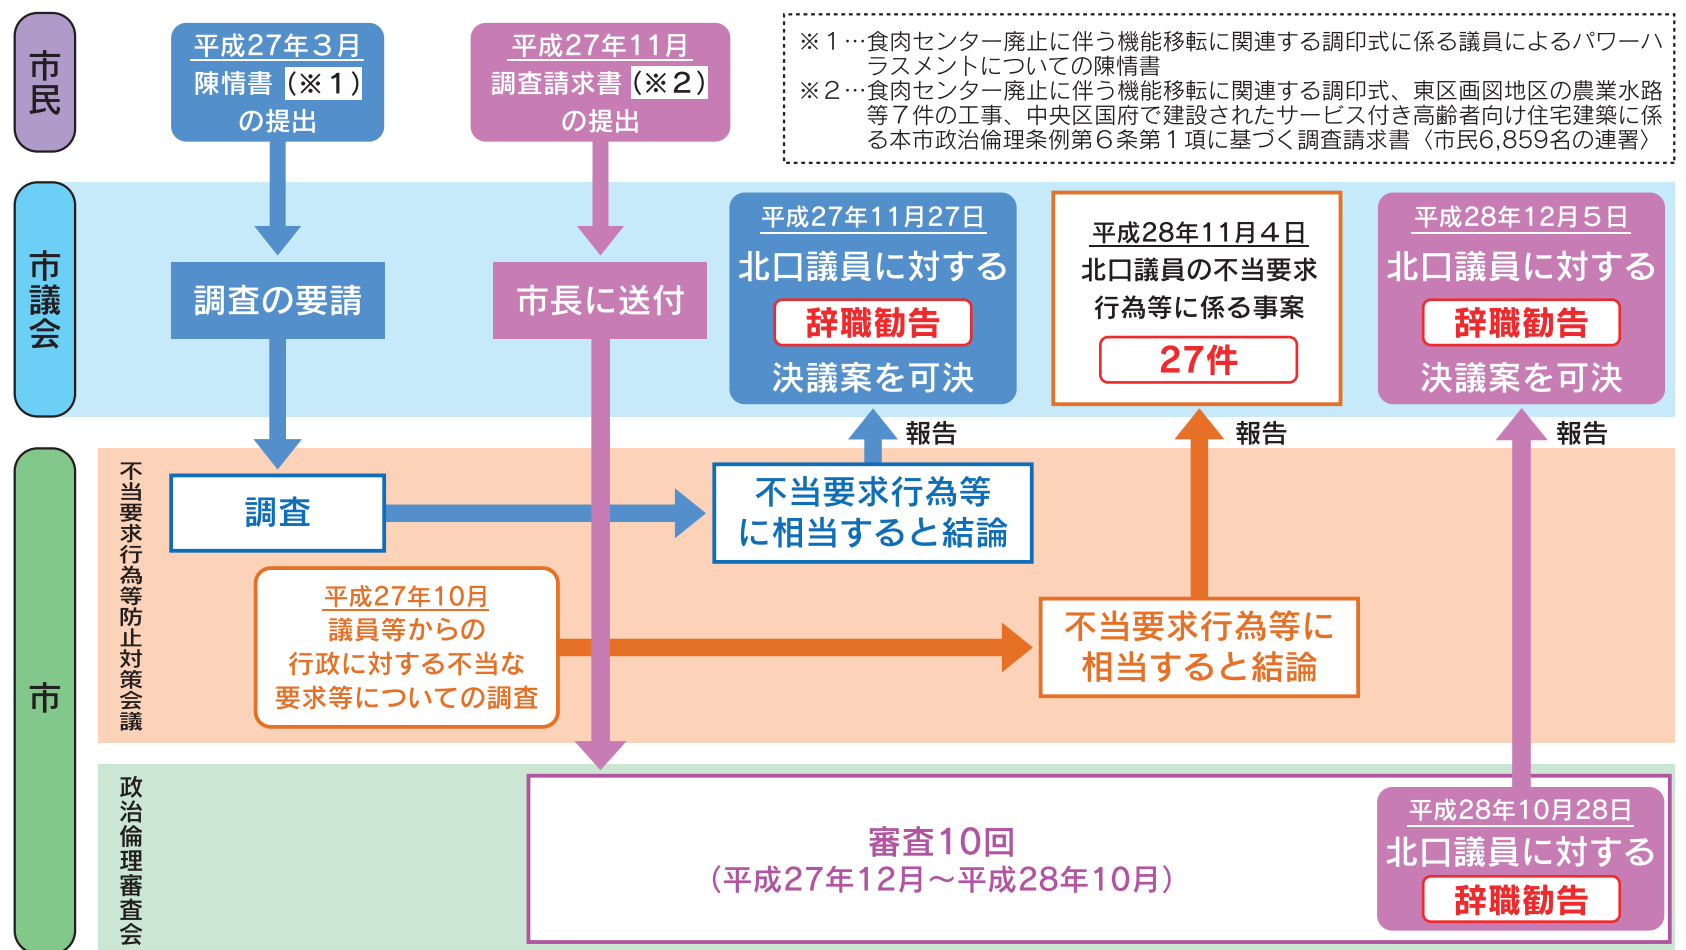 市民
平成27年3月
陳情書（※1）
の提出
平成27年11月
調査請求書（※2）
の提出
※1…食肉センター廃止に伴う機能移転に関連する調印式に係る議員によるパワーハ
ラスメントについての陳情書
※2…食肉センター廃止に伴う機能移転に関連する調印式、東区画図地区の農業水路
等7件の工事、中央区国府で建設されたサービス付き高齢者向け住宅建築に係
る本市政治倫理条例第6条第1項に基づく調査請求書〈市民6,859名の連署〉
市議会
調査の要請
市長に送付
平成27年11月27日
北口議員に対する
辞職勧告
決議案を可決
平成28年11月4日
北口議員の不当要求
行為等に係る事案
27件
平成28年12月5日
北口議員に対する
辞職勧告
決議案を可決
報告
報告
報告
市
不当要求行為等防止対策会議
調査
不当要求行為等
に相当すると結論
平成27年10月
議員等からの
行政に対する不当な
要求等についての調査
不当要求行為等に
相当すると結論
政治倫理審査会
審査10回
（平成27年12月～平成28年10月）
平成28年10月28日
北口議員に対する
辞職勧告